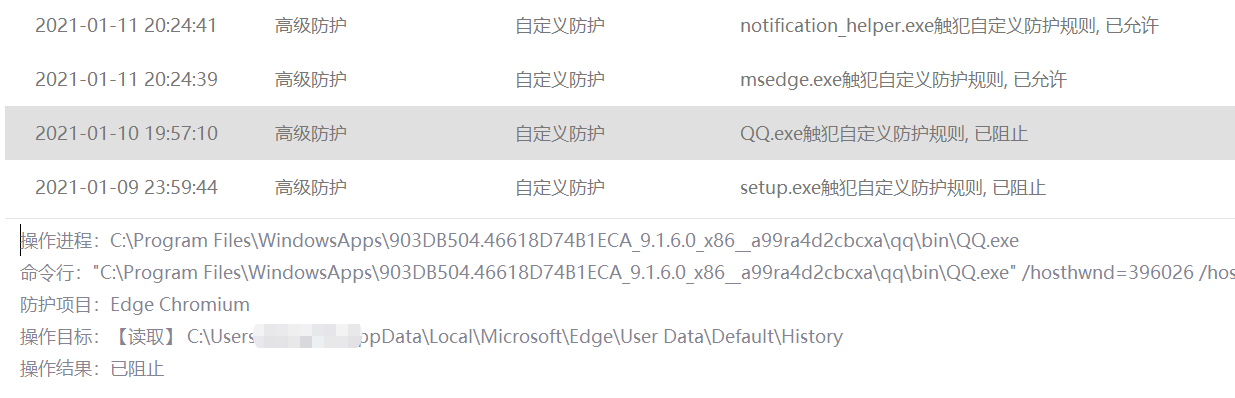 2021-01-11 20:24:41 高级防护 自定义防护 notification_helper.exe触犯自定义防护规则, 已允许
2021-01-11 20:24:39 高级防护 自定义防护 msedge.exe触犯自定义防护规则, 已允许
2021-01-10 19:57:10 高级防护 自定义防护 QQ.exe触犯自定义防护规则, 已阻止
2021-01-09 23:59:44 高级防护 自定义防护 setup.exe触犯自定义防护规则, 已阻止
操作进程：C:\Program Files\WindowsApps\903DB504.46618D74B1ECA_9.1.6.0_x86__a99ra4d2cbcxa\qq\bin\QQ.exe
命令行："C:\Program Files\WindowsApps\903DB504.46618D74B1ECA_9.1.6.0_x86__a99ra4d2cbcxa\qq\bin\QQ.exe" /hosthwnd=396026 /hos
防护项目：Edge Chromium
操作目标：【读取】 C:\Users ppData\Local\Microsoft\Edge\User Data\Default\History
操作结果：已阻止